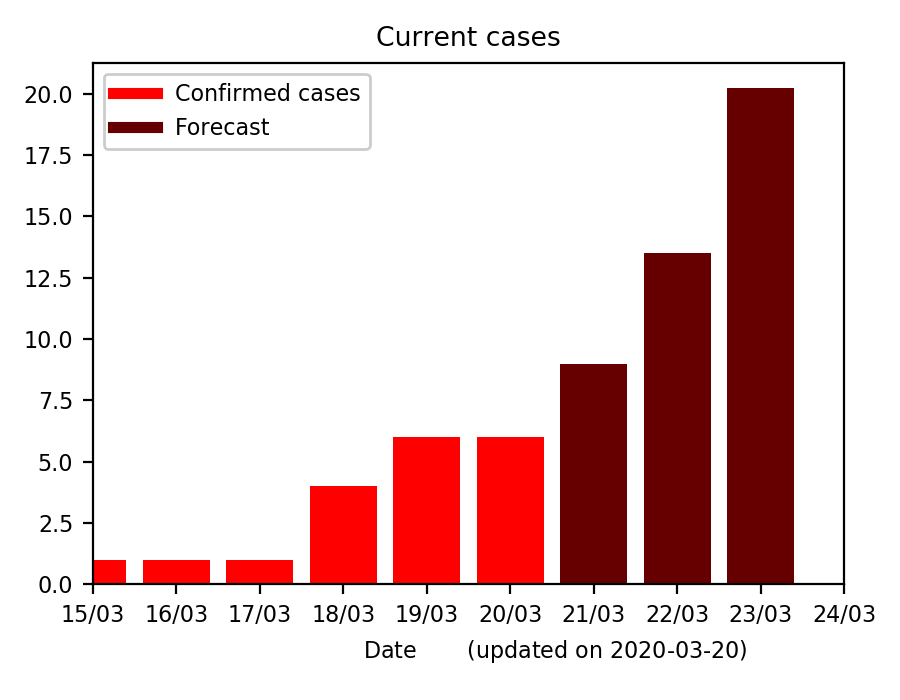 Current cases
Confirmed cases
Forecast
20.0
17.5
15.0
12.5
10.0
7.5
5.0
2.5
0.0
15/03 16/03 17/03 18/03 19/03 20/03 21/03 22/03 23/03 24/03
Date (updated on 2020-03-20)